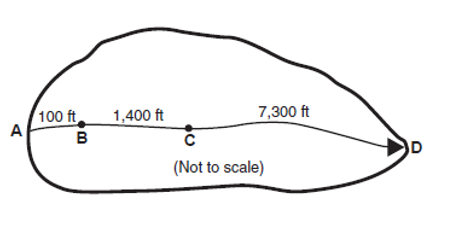 100 ft
1,400 ft
7,300 ft
A
B
C
D
(Not to scale)